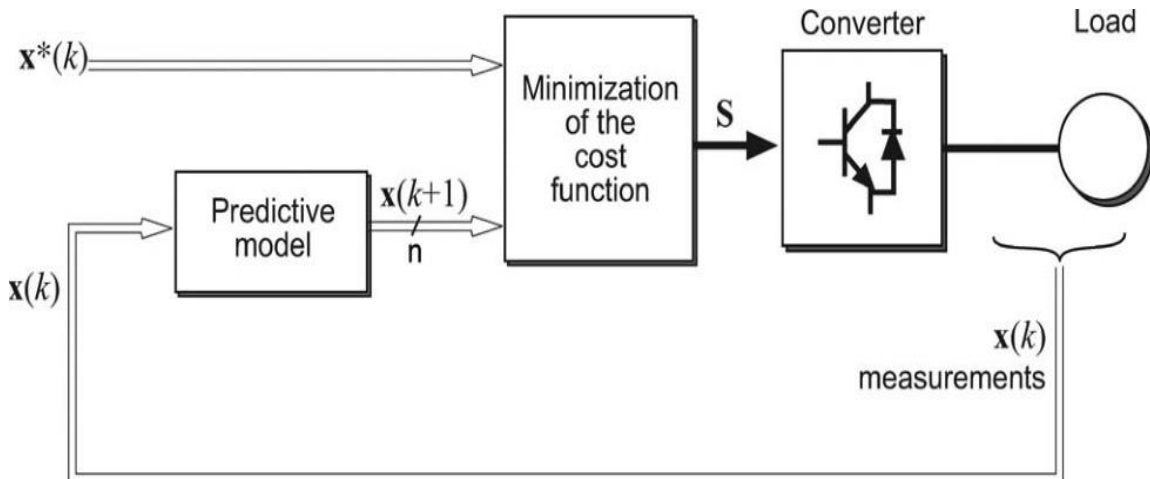 Converter
Load
x*(k)
Minimization
of the
cost
function
S
Predictive
model
x(k+1)
n
x(k)
x(k)
measurements